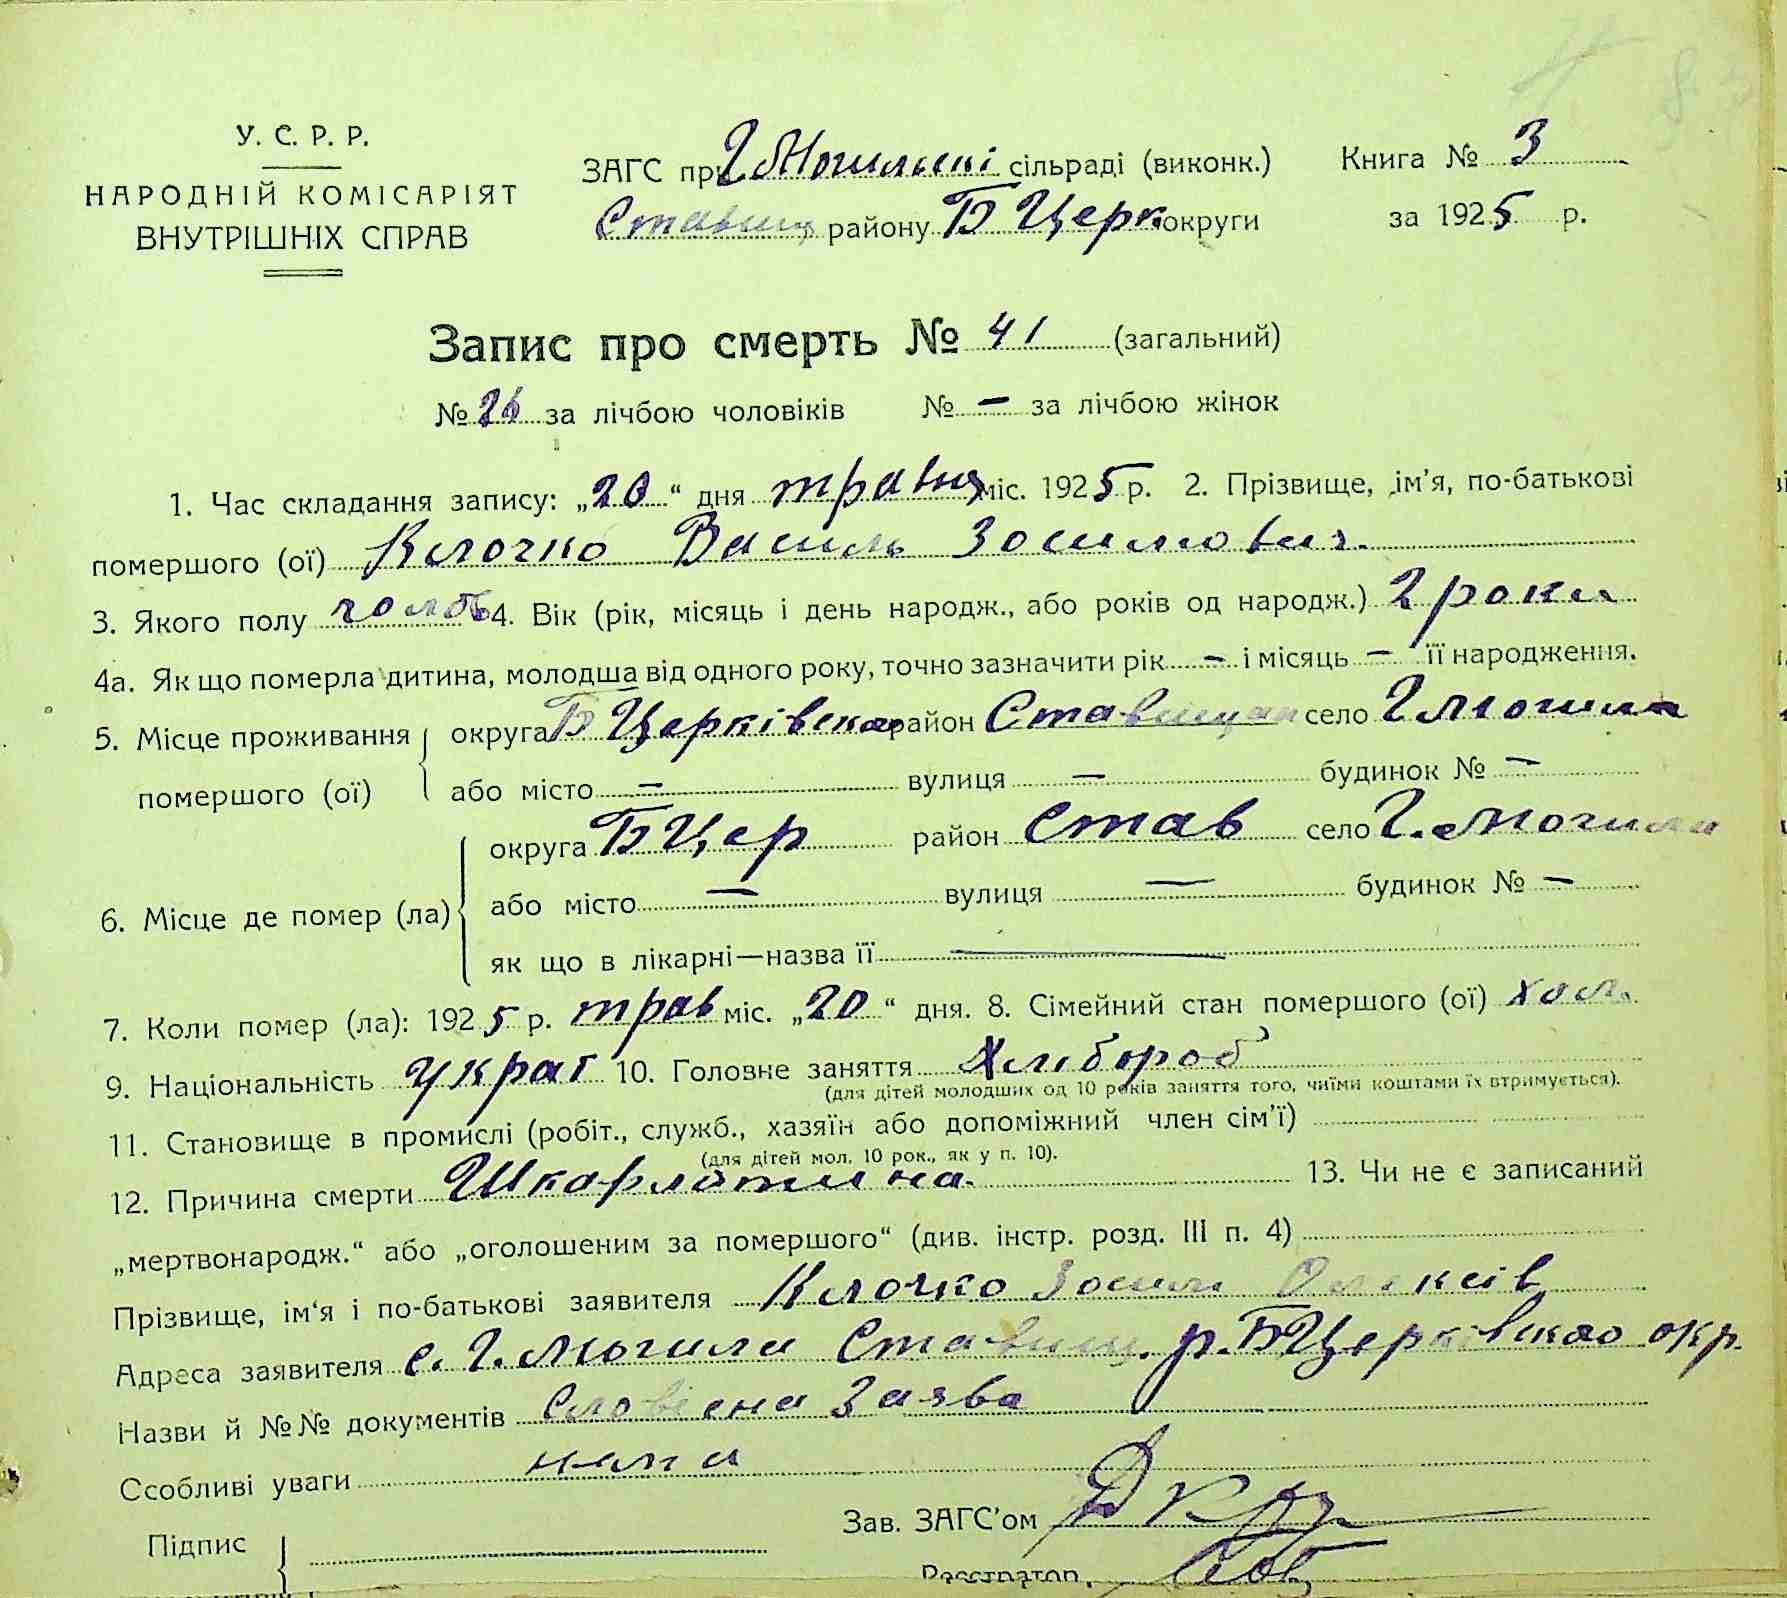 У. С. Р. Р.
НАРОДНІЙ КОМІСАРІЯТ
ВНУТРІШНІХ СПРАВ
ЗАГС при Г Могильскі сільраді (виконк.) Книга № 3
Ставищ району Б Церк округи за 1925 р.
Запис про смерть № 41 (загальний)
№ 26 за лічбою чоловіків № — за лічбою жінок
1. Час складання запису: „20“ дня травня міс. 1925 р. 2. Прізвище, ім'я, по-батькові
помершого (ої) Клочко Василь Зосимович.
3. Якого полу чолов 4. Вік (рік, місяць і день народж., або років од народж.) 2 роки
4а. Як що померла дитина, молодша від одного року, точно зазначити рік — і місяць — її народження.
5. Місце проживання помершого (ої) округа Б Церківская район Ставищан село Г Могила
або місто — вулиця — будинок № —
6. Місце де помер (ла) округа Б Цер район Став село Г. Могила
або місто — вулиця — будинок № —
як що в лікарні—назва її —
7. Коли помер (ла): 1925 р. трав міс. „20“ дня. 8. Сімейний стан помершого (ої) хол.
9. Національність украї 10. Головне заняття Хлібороб
(для дітей молодших од 10 років заняття того, чиїми коштами їх втримується).
11. Становище в промислі (робіт., служб., хазяїн або допоміжний член сім'ї)
(для дітей мол. 10 рок., як у п. 10).
12. Причина смерти Шкарлатина. 13. Чи не є записаний
„мертвонародж.“ або „оголошеним за помершого“ (див. інстр. розд. III п. 4)
Прізвище, ім'я і по-батькові заявителя Клочко Зосим Олексів
Адреса заявителя с. Г. Могили Ставищ. р. Б Церківскао окр.
Назви й №№ документів Словісна Заява
Ссобливі уваги нема
Підпис
Зав. ЗАГС'ом
Реєстратор